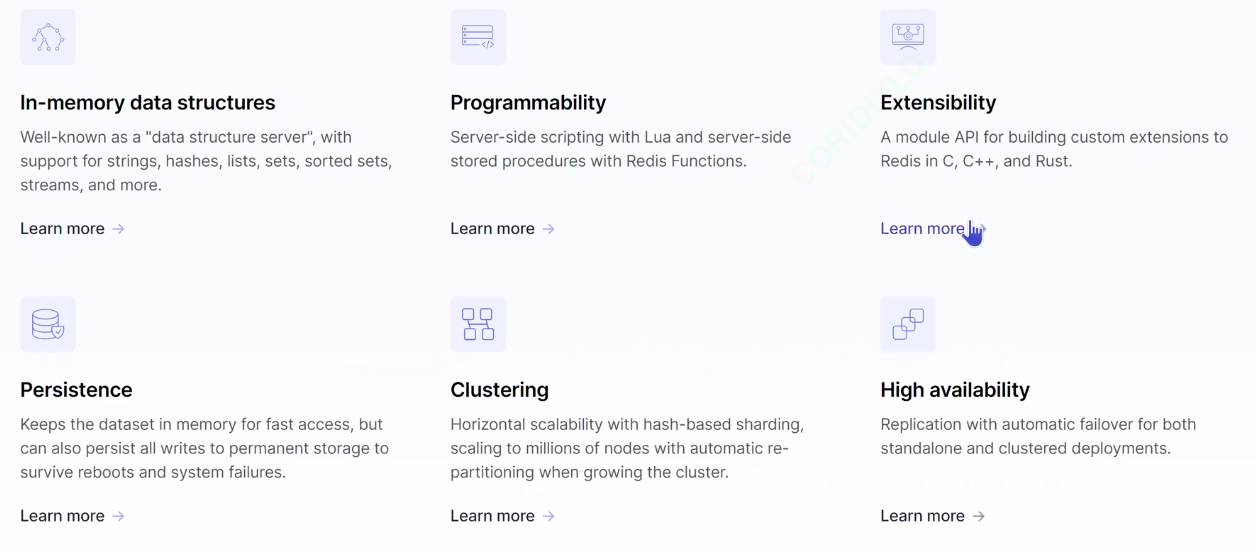 In-memory data structures
Well-known as a "data structure server", with
support for strings, hashes, lists, sets, sorted sets,
streams, and more.
Learn more →
Programmability
Server-side scripting with Lua and server-side
stored procedures with Redis Functions.
Learn more →
Extensibility
A module API for building custom extensions to
Redis in C, C++, and Rust.
Learn more
Persistence
Keeps the dataset in memory for fast access, but
can also persist all writes to permanent storage to
survive reboots and system failures.
Learn more →
Clustering
Horizontal scalability with hash-based sharding,
scaling to millions of nodes with automatic re-
partitioning when growing the cluster.
Learn more →
High availability
Replication with automatic failover for both
standalone and clustered deployments.
Learn more →